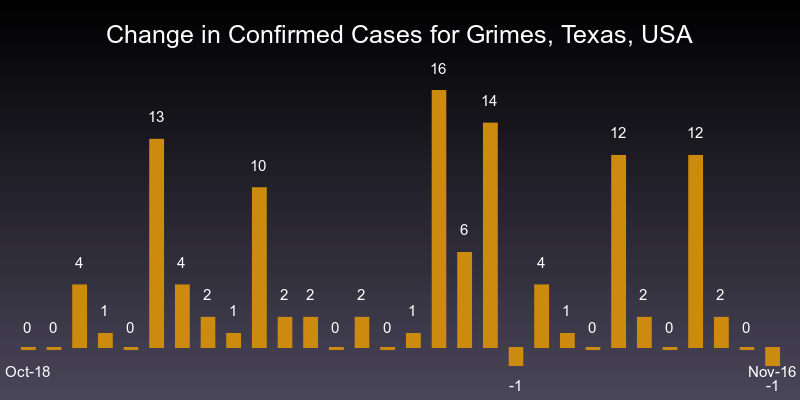 Change in Confirmed Cases for Grimes, Texas, USA
16
14
13
12 12
10
6
4 4 4
2 2 2 2 2 2
1 1 1 1
0 0 0 0 0 0 0 0
Oct-18 Nov-16
-1 -1